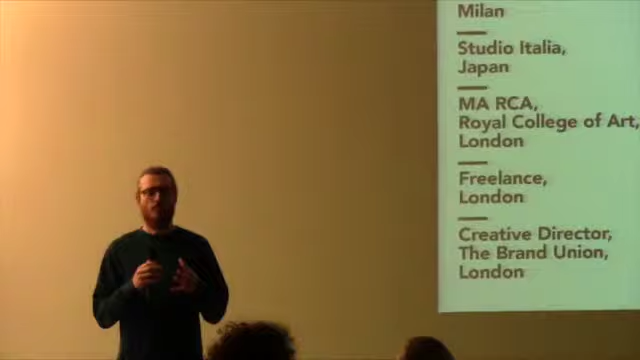 Milan
Studio Italia,
Japan
MA RCA,
Royal College of Art,
London
Freelance,
London
Creative Director,
The Brand Union,
London